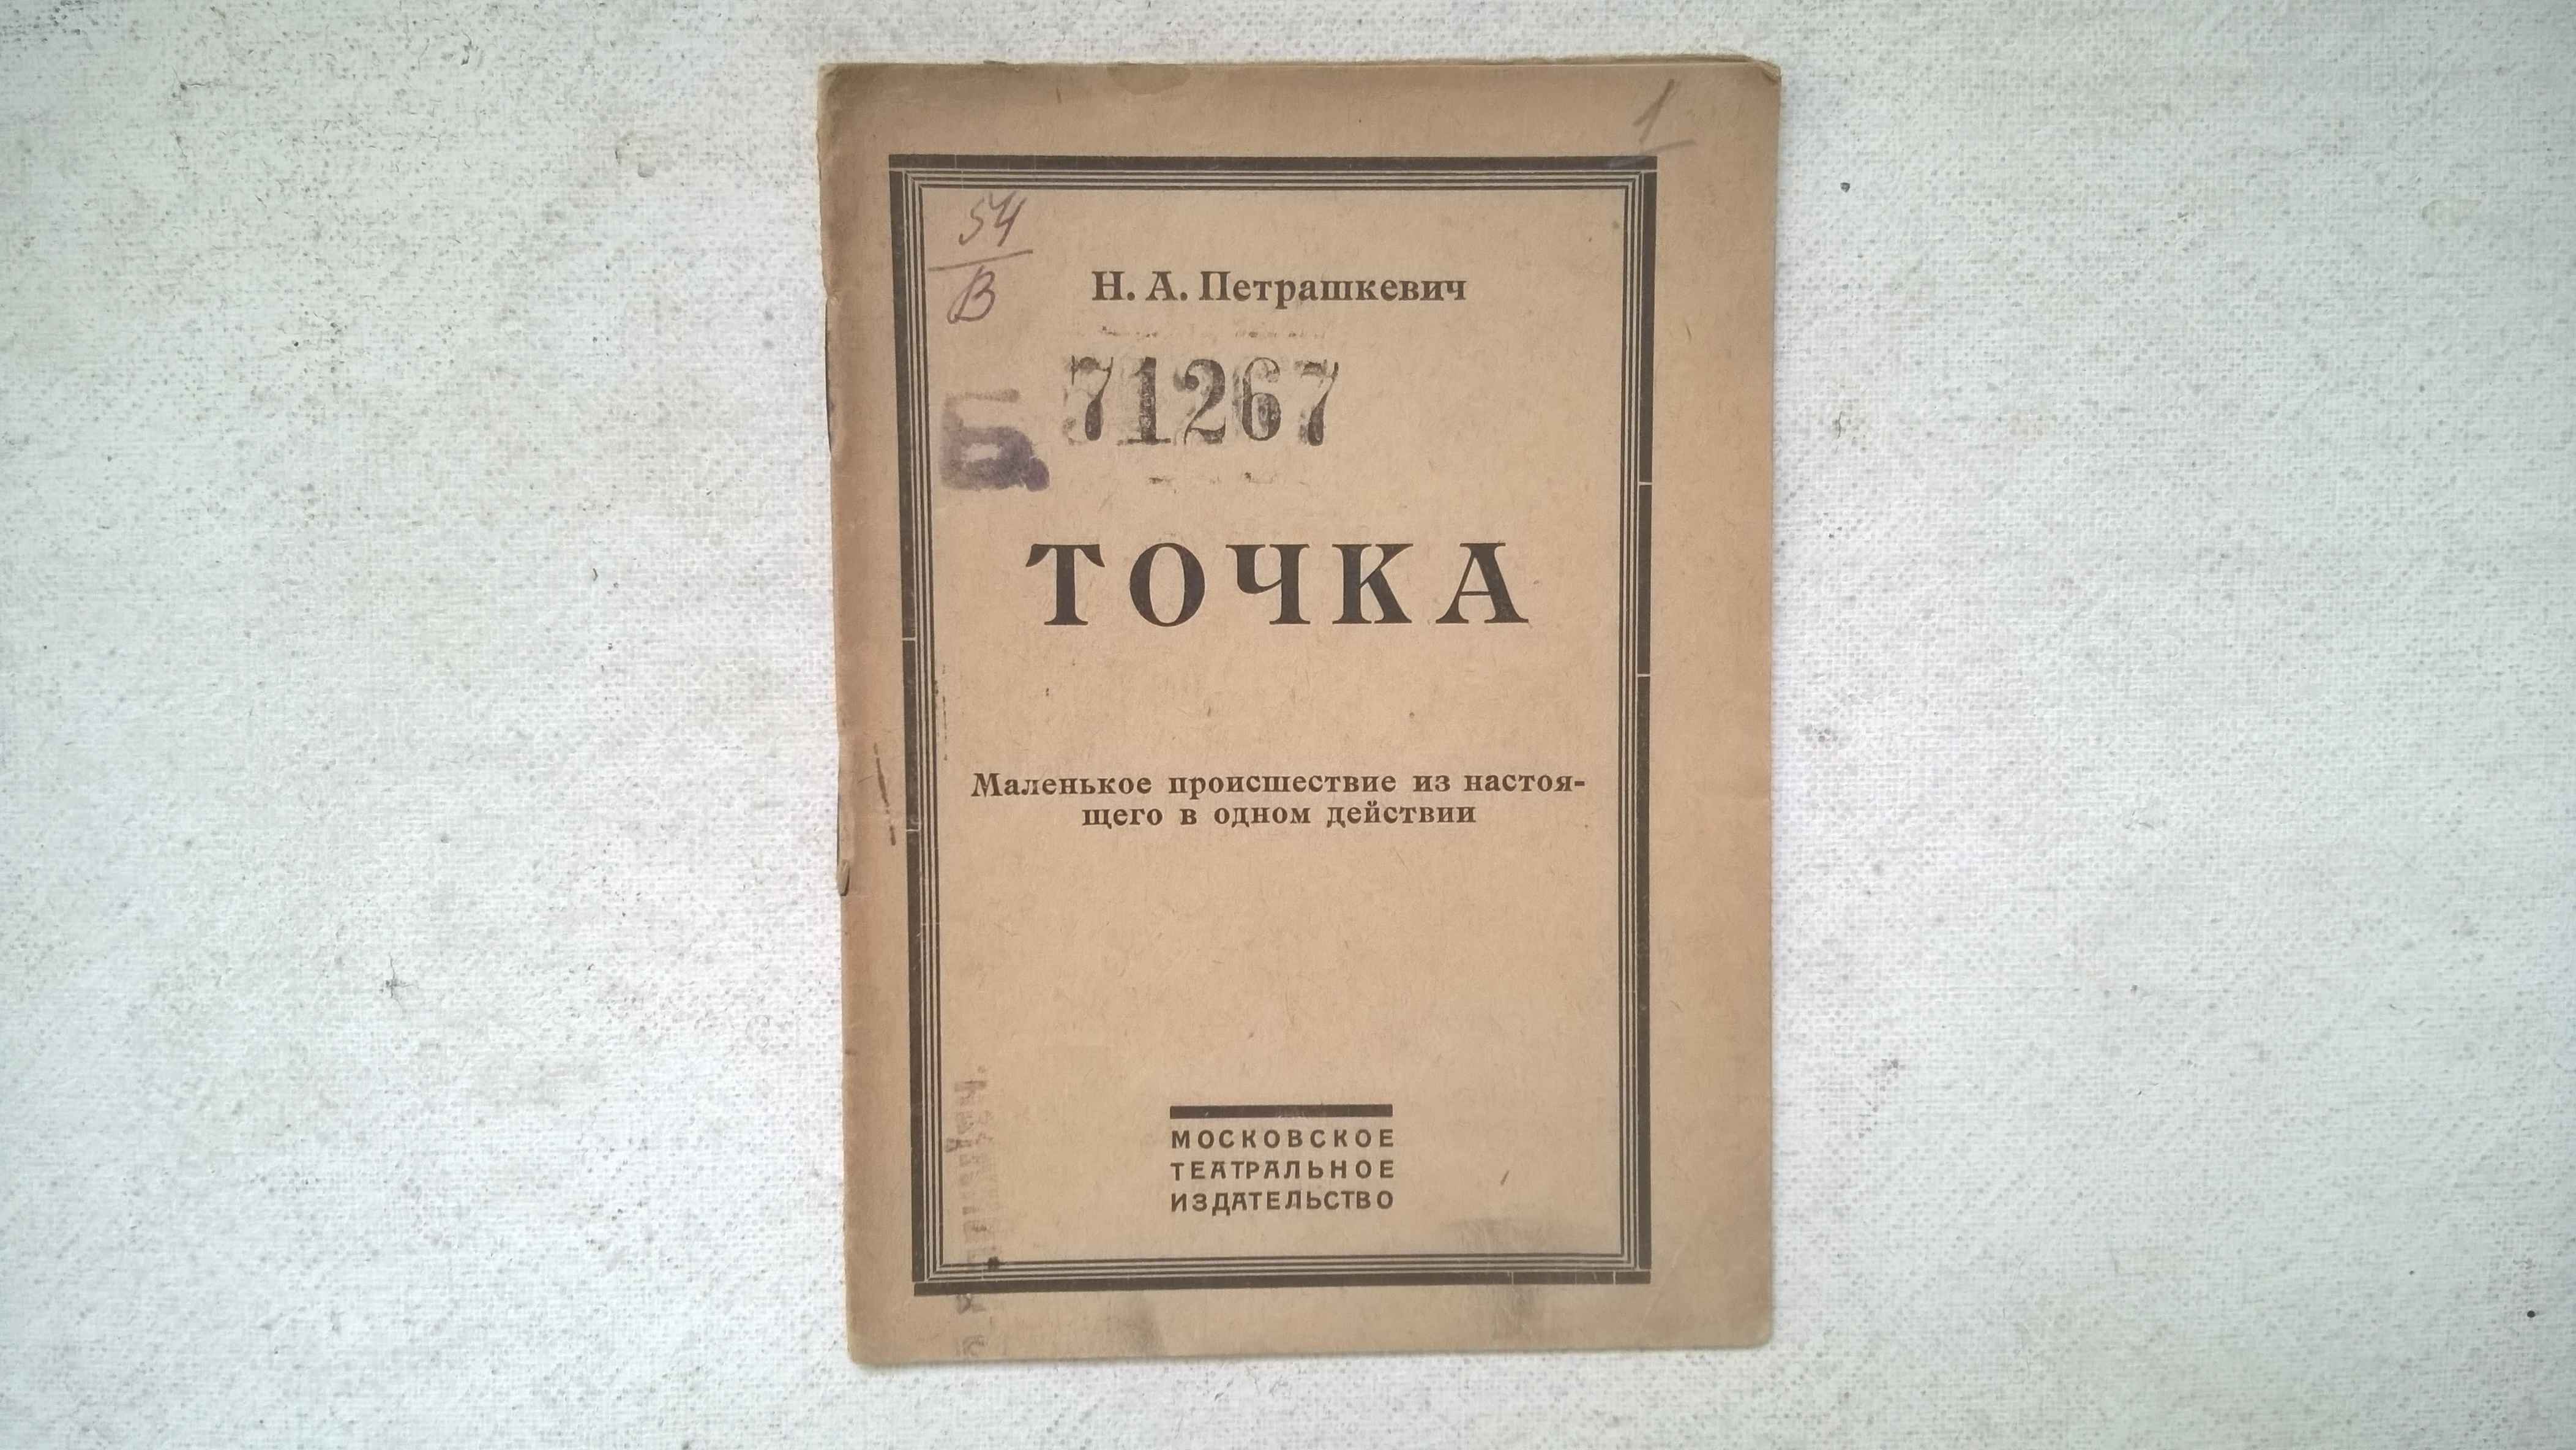 1
54
В
Н. А. Петрашкевич
71267
Б
ТОЧКА
Маленькое происшествие из настоя-
щего в одном действии
МОСКОВСКОЕ
ТЕАТРАЛЬНОЕ
ИЗДАТЕЛЬСТВО